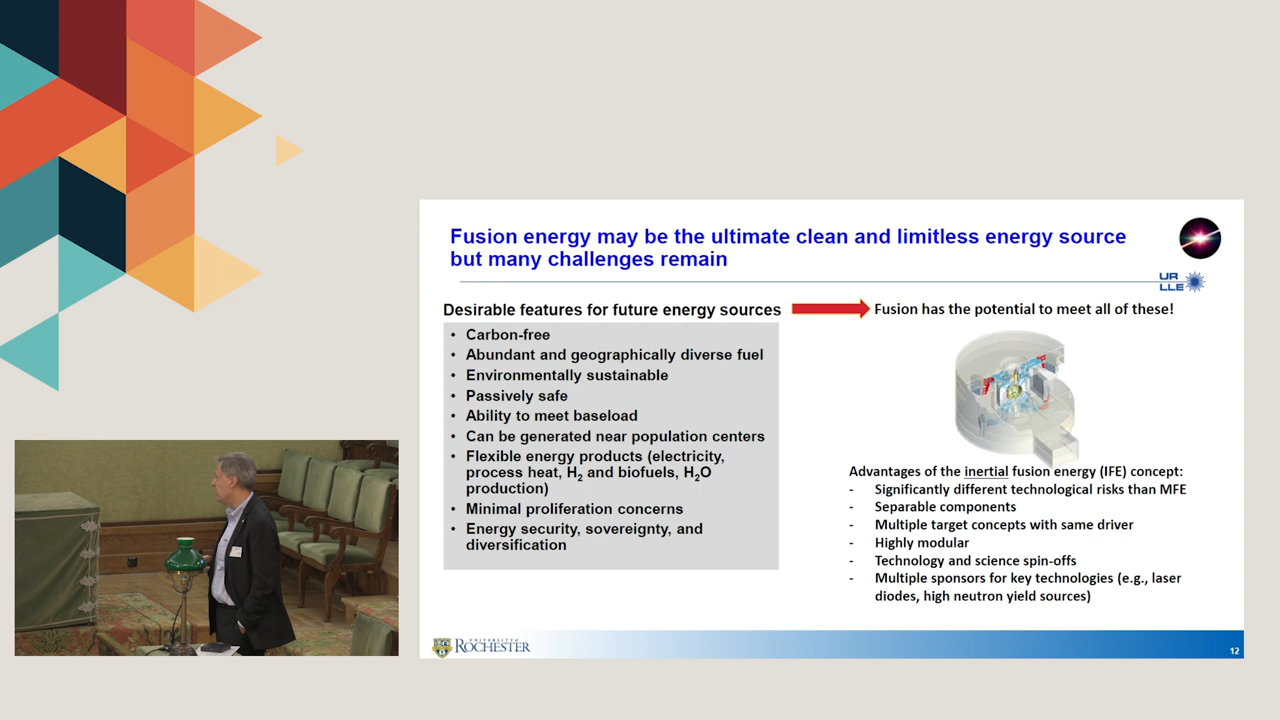 Fusion energy may be the ultimate clean and limitless energy source
but many challenges remain
UR
LLE
Desirable features for future energy sources
Fusion has the potential to meet all of these!
• Carbon-free
• Abundant and geographically diverse fuel
• Environmentally sustainable
• Passively safe
• Ability to meet baseload
• Can be generated near population centers
• Flexible energy products (electricity,
process heat, H2 and biofuels, H2O
production)
• Minimal proliferation concerns
• Energy security, sovereignty, and
diversification
Advantages of the inertial fusion energy (IFE) concept:
- Significantly different technological risks than MFE
- Separable components
- Multiple target concepts with same driver
- Highly modular
- Technology and science spin-offs
- Multiple sponsors for key technologies (e.g., laser
diodes, high neutron yield sources)
UNIVERSITY of
ROCHESTER
12